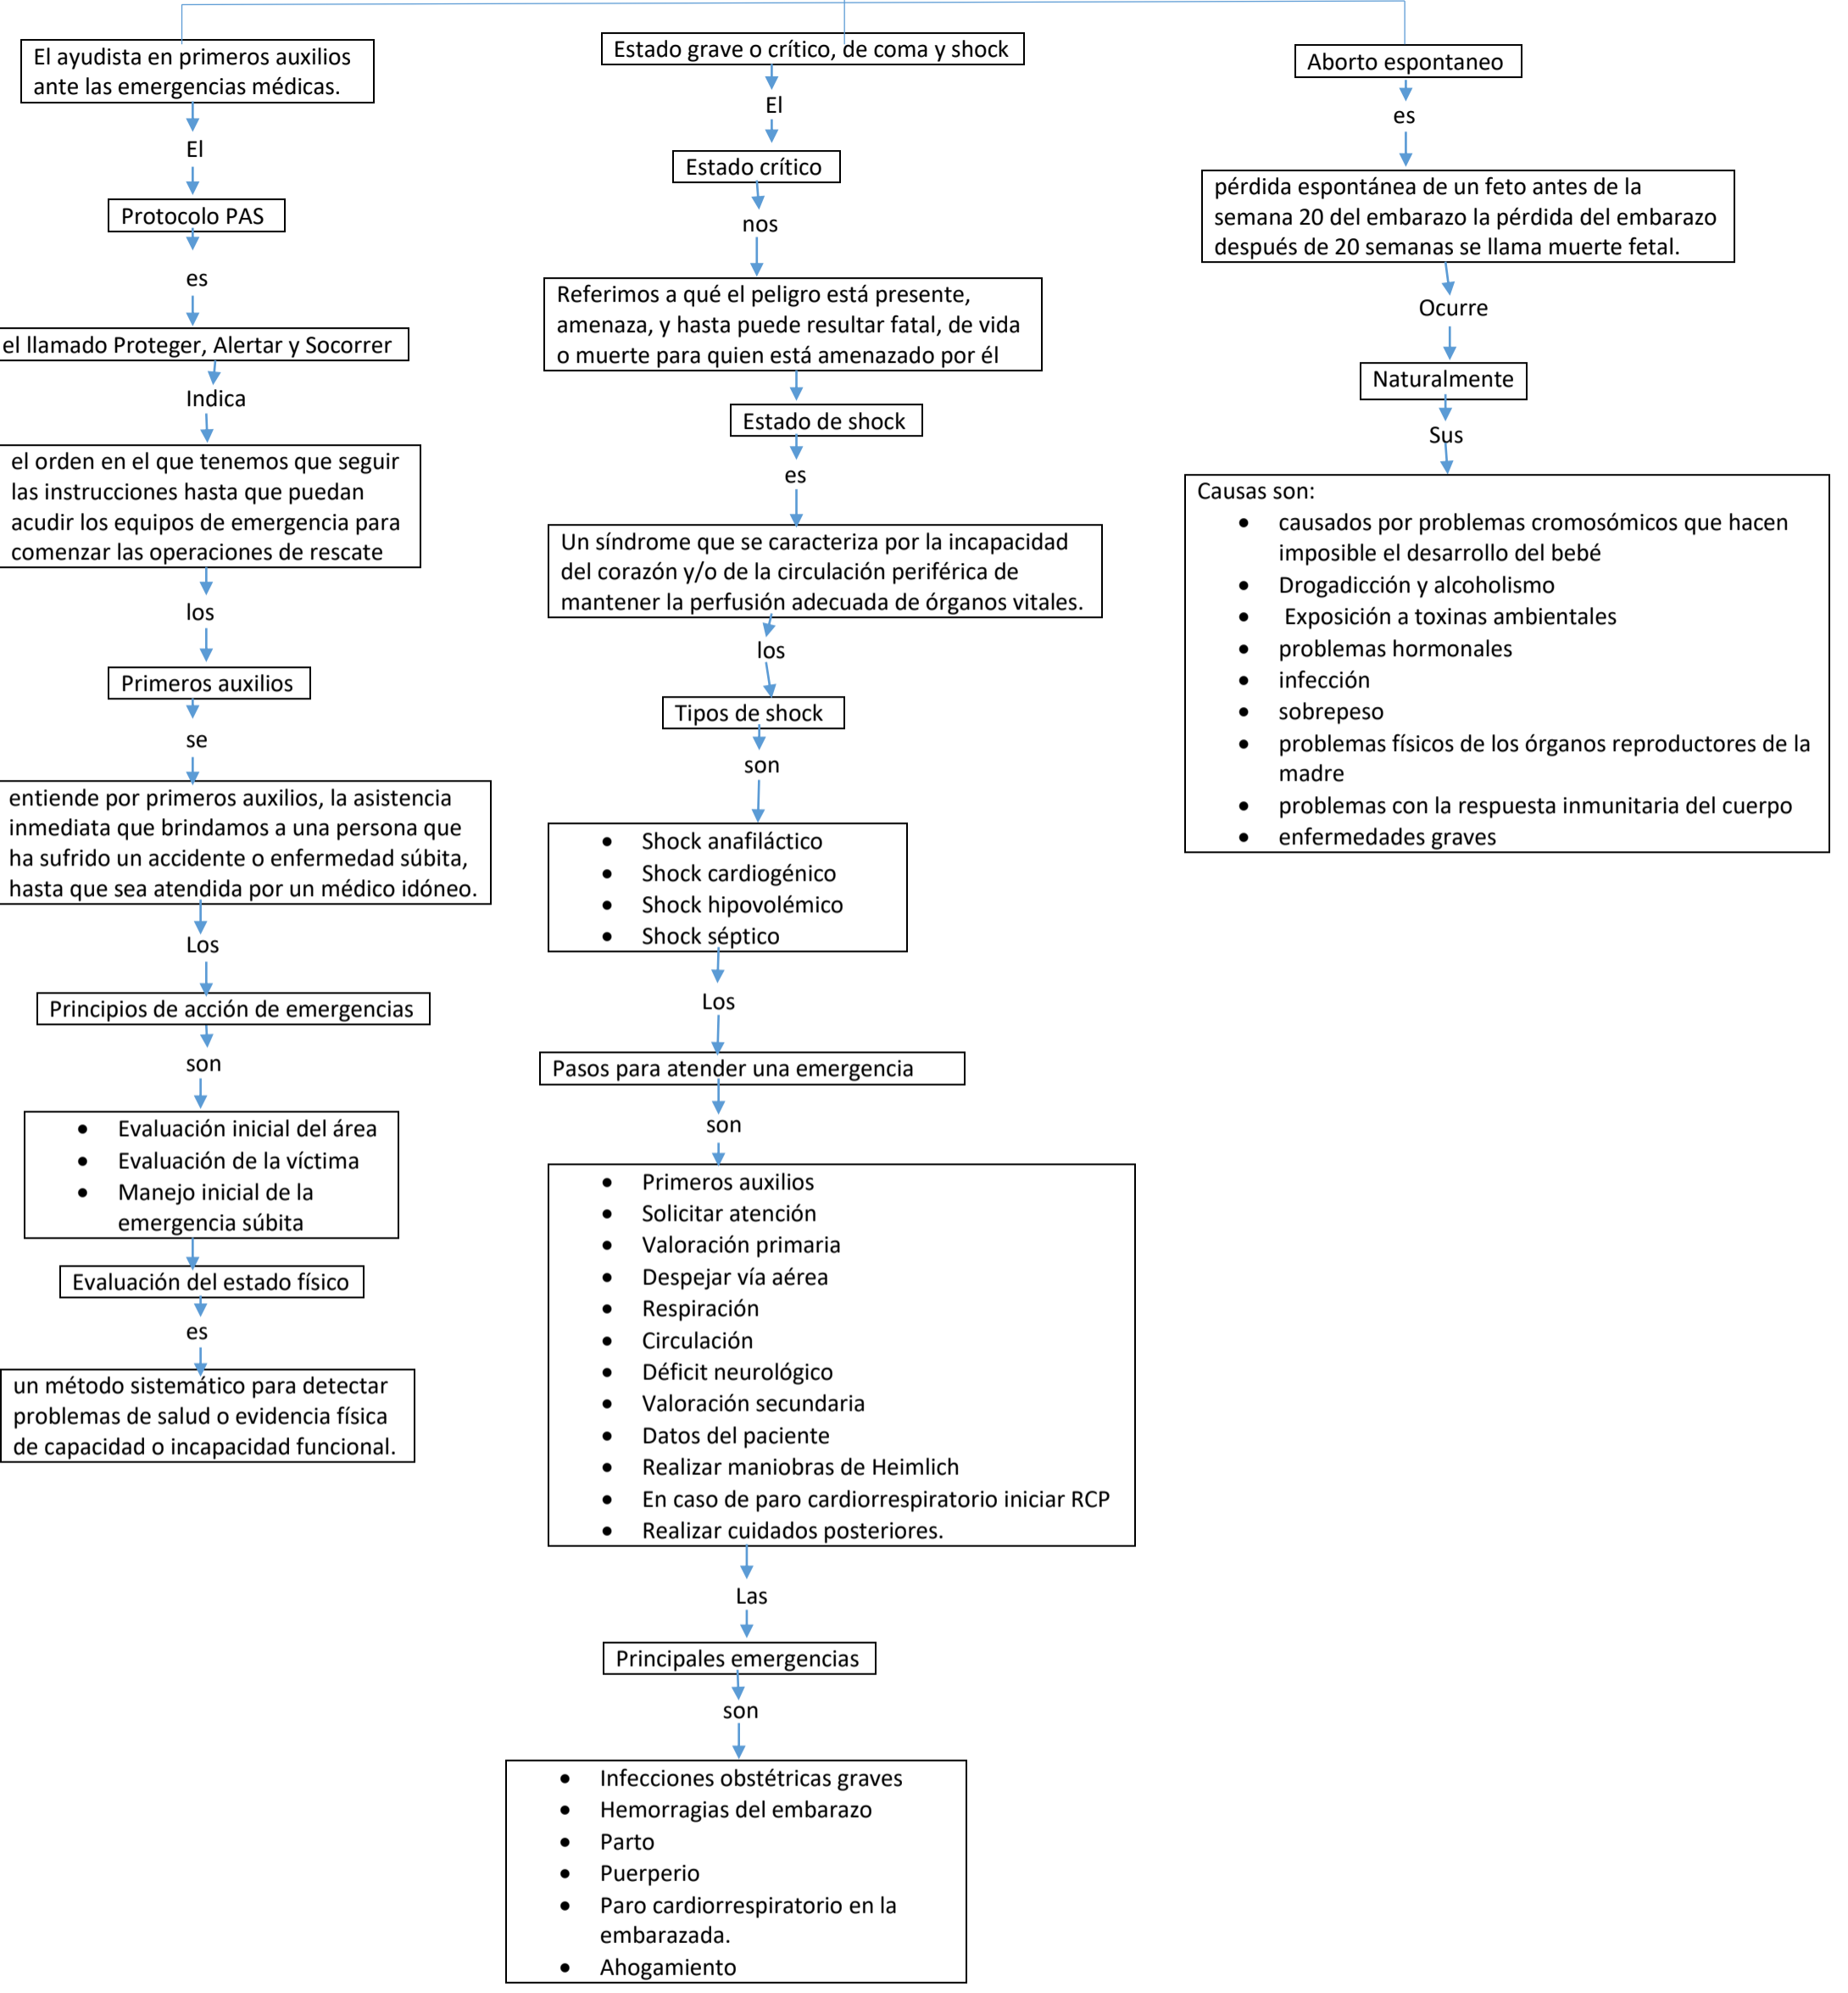 El ayudista en primeros auxilios
ante las emergencias médicas.
El
Protocolo PAS
es
el llamado Proteger, Alertar y Socorrer
Indica
el orden en el que tenemos que seguir
las instrucciones hasta que puedan
acudir los equipos de emergencia para
comenzar las operaciones de rescate
los
Primeros auxilios
se
entiende por primeros auxilios, la asistencia
inmediata que brindamos a una persona que
ha sufrido un accidente o enfermedad súbita,
hasta que sea atendida por un médico idóneo.
Los
Principios de acción de emergencias
son
• Evaluación inicial del área
• Evaluación de la víctima
• Manejo inicial de la
emergencia súbita
Evaluación del estado físico
es
un método sistemático para detectar
problemas de salud o evidencia física
de capacidad o incapacidad funcional.
Estado grave o crítico, de coma y shock
El
Estado crítico
nos
Referimos a qué el peligro está presente,
amenaza, y hasta puede resultar fatal, de vida
o muerte para quien está amenazado por él
Estado de shock
es
Un síndrome que se caracteriza por la incapacidad
del corazón y/o de la circulación periférica de
mantener la perfusión adecuada de órganos vitales.
los
Tipos de shock
son
• Shock anafiláctico
• Shock cardiogénico
• Shock hipovolémico
• Shock séptico
Los
Pasos para atender una emergencia
son
• Primeros auxilios
• Solicitar atención
• Valoración primaria
• Despejar vía aérea
• Respiración
• Circulación
• Déficit neurológico
• Valoración secundaria
• Datos del paciente
• Realizar maniobras de Heimlich
• En caso de paro cardiorrespiratorio iniciar RCP
• Realizar cuidados posteriores.
Las
Principales emergencias
son
• Infecciones obstétricas graves
• Hemorragias del embarazo
• Parto
• Puerperio
• Paro cardiorrespiratorio en la
embarazada.
• Ahogamiento
Aborto espontaneo
es
pérdida espontánea de un feto antes de la
semana 20 del embarazo la pérdida del embarazo
después de 20 semanas se llama muerte fetal.
Ocurre
Naturalmente
Sus
Causas son:
• causados por problemas cromosómicos que hacen
imposible el desarrollo del bebé
• Drogadicción y alcoholismo
• Exposición a toxinas ambientales
• problemas hormonales
• infección
• sobrepeso
• problemas físicos de los órganos reproductores de la
madre
• problemas con la respuesta inmunitaria del cuerpo
• enfermedades graves